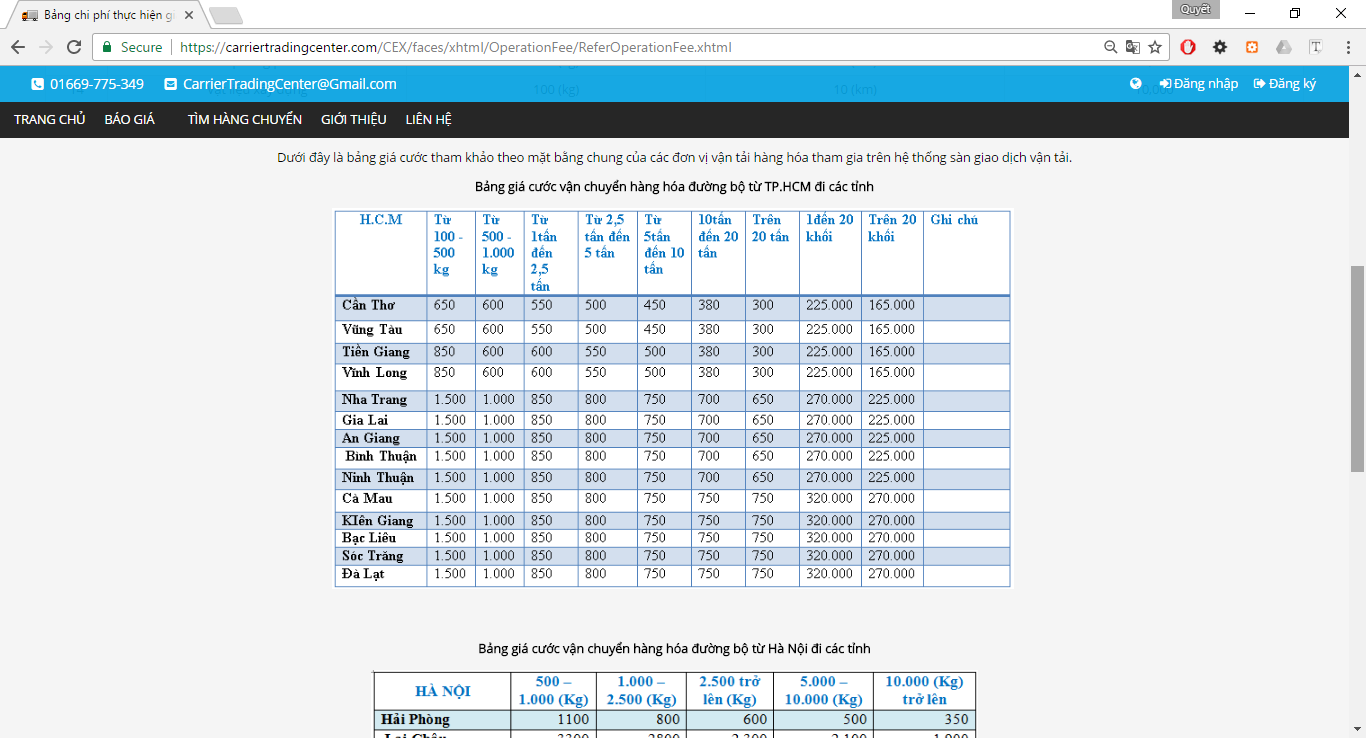 Bảng chi phí thực hiện gi
Quyết
Secure
https://carriertradingcenter.com/CEX/faces/xhtml/OperationFee/ReferOperationFee.xhtml
01669-775-349 CarrierTradingCenter@Gmail.com Đăng nhập Đăng ký
100 (kg) 10 (km)
TRANG CHỦ BÁO GIÁ TÌM HÀNG CHUYỂN GIỚI THIỆU LIÊN HỆ
Dưới đây là bảng giá cước tham khảo theo mặt bằng chung của các đơn vị vận tải hàng hóa tham gia trên hệ thống sàn giao dịch vận tải.
Bảng giá cước vận chuyển hàng hóa đường bộ từ TP.HCM đi các tỉnh
H.C.M Từ 100 - 500 kg Từ 500 - 1.000 kg Từ 1tấn đến 2,5 tấn Từ 2,5 tấn đến 5 tấn Từ 5tấn đến 10 tấn 10tấn đến 20 tấn Trên 20 tấn 1đến 20 khối Trên 20 khối Ghi chú
Cần Thơ 650 600 550 500 450 380 300 225.000 165.000
Vũng Tàu 650 600 550 500 450 380 300 225.000 165.000
Tiền Giang 850 600 600 550 500 380 300 225.000 165.000
Vĩnh Long 850 600 600 550 500 380 300 225.000 165.000
Nha Trang 1.500 1.000 850 800 750 700 650 270.000 225.000
Gia Lai 1.500 1.000 850 800 750 700 650 270.000 225.000
An Giang 1.500 1.000 850 800 750 700 650 270.000 225.000
Bình Thuận 1.500 1.000 850 800 750 700 650 270.000 225.000
Ninh Thuận 1.500 1.000 850 800 750 700 650 270.000 225.000
Cà Mau 1.500 1.000 850 800 750 750 750 320.000 270.000
KIên Giang 1.500 1.000 850 800 750 750 750 320.000 270.000
Bạc Liêu 1.500 1.000 850 800 750 750 750 320.000 270.000
Sóc Trăng 1.500 1.000 850 800 750 750 750 320.000 270.000
Đà Lạt 1.500 1.000 850 800 750 750 750 320.000 270.000
Bảng giá cước vận chuyển hàng hóa đường bộ từ Hà Nội đi các tỉnh
HÀ NỘI 500 – 1.000 (Kg) 1.000 – 2.500 (Kg) 2.500 trở lên (Kg) 5.000 – 10.000 (Kg) 10.000 (Kg) trở lên
Hải Phòng 1100 800 600 500 350
Lai Châu 3300 2800 2.300 2.100 1.900